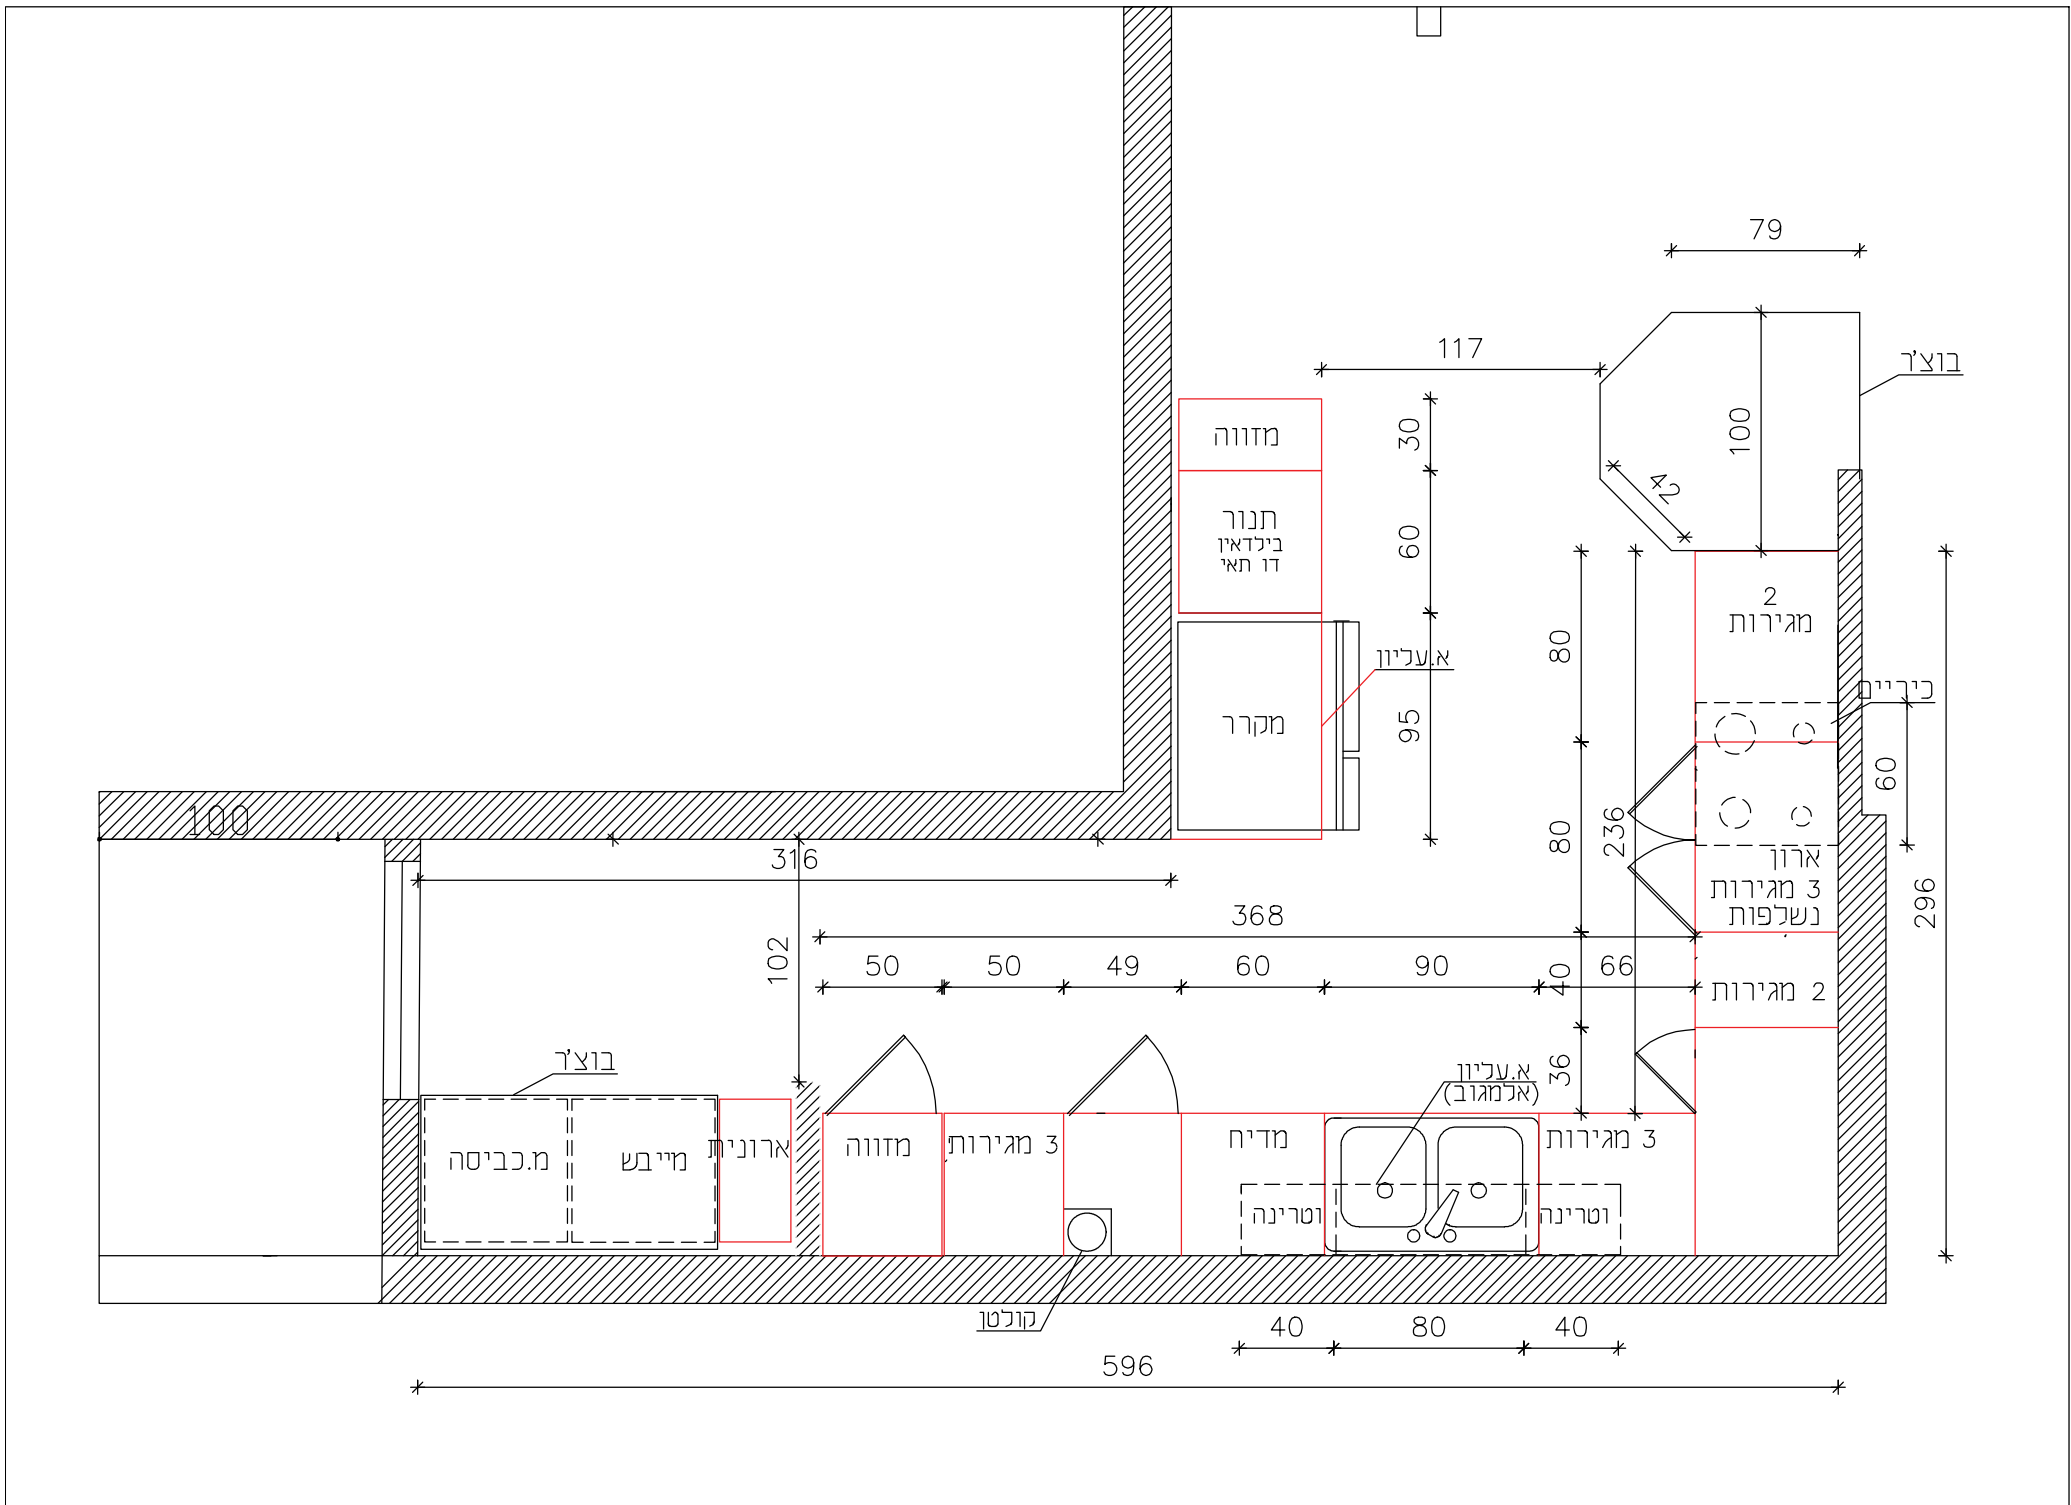 79
117
בוצ'ר
100
42
30
מזווה
60
תנור
בילדאין
דו תאי
2
מגירות
80
א.עליון
95
מקרר
כיריים
60
100
316
80
236
ארון
3 מגירות
נשלפות
296
368
102
50
50
49
60
90
66
40
2 מגירות
בוצ'ר
א.עליון
(אלמגוב)
36
מ.כביסה
מייבש
ארונית
מזווה
3 מגירות
מדיח
3 מגירות
וטרינה
וטרינה
קולטן
40
80
40
596